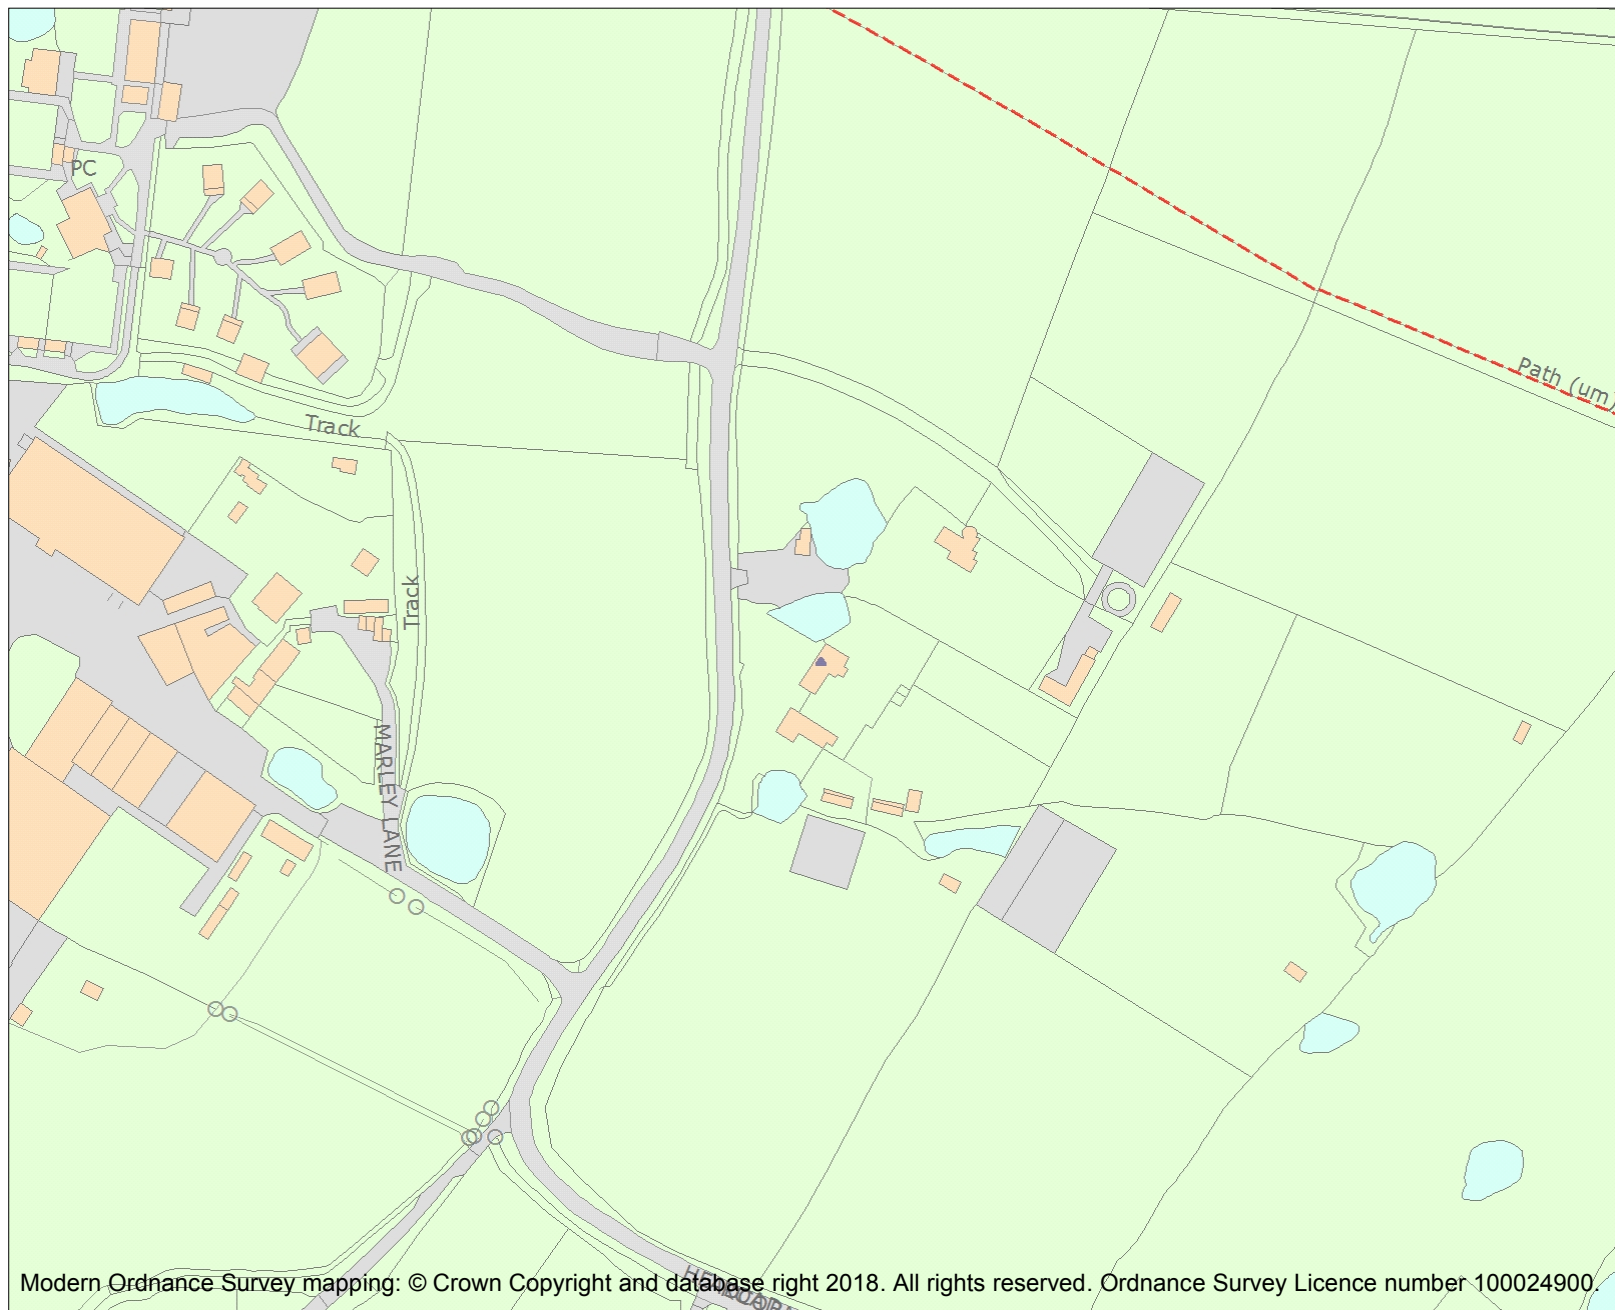 PC
Path (um)
Track
Track
MARLEY LANE
Modern Ordnance Survey mapping: © Crown Copyright and database right 2018. All rights reserved. Ordnance Survey Licence number 100024900.